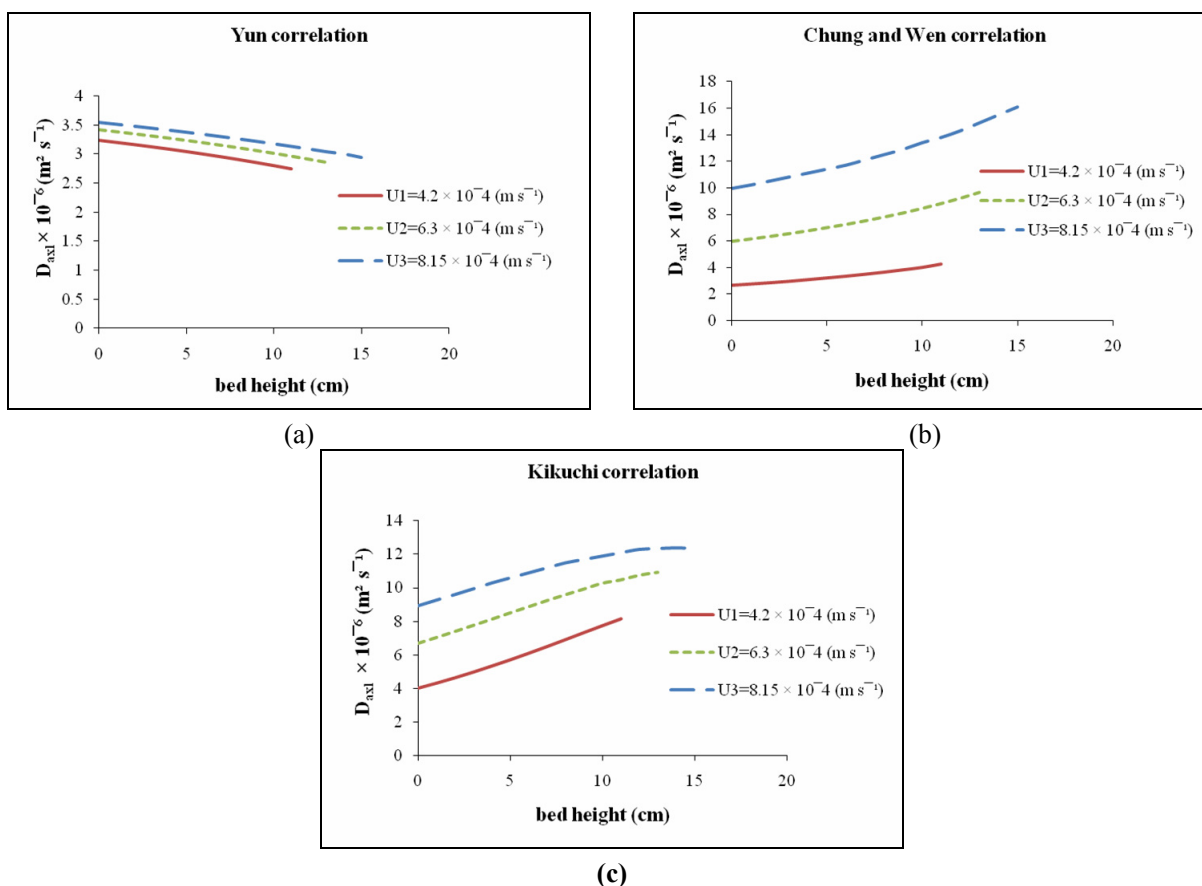 Yun correlation
4
3.5
3
2.5
2
1.5
1
0.5
0
0 5 10 15 20
D_axl × 10⁻⁶ (m² s⁻¹)
bed height (cm)
U1=4.2 × 10⁻4 (m s⁻¹)
U2=6.3 × 10⁻4 (m s⁻¹)
U3=8.15 × 10⁻4 (m s⁻¹)
(a)
Chung and Wen correlation
18
16
14
12
10
8
6
4
2
0
0 5 10 15 20
D_axl × 10⁻⁶ (m² s⁻¹)
bed height (cm)
U1=4.2 × 10⁻4 (m s⁻¹)
U2=6.3 × 10⁻4 (m s⁻¹)
U3=8.15 × 10⁻4 (m s⁻¹)
(b)
Kikuchi correlation
14
12
10
8
6
4
2
0
0 5 10 15 20
D_axl × 10⁻⁶ (m² s⁻¹)
bed height (cm)
U1=4.2 × 10⁻4 (m s⁻¹)
U2=6.3 × 10⁻4 (m s⁻¹)
U3=8.15 × 10⁻4 (m s⁻¹)
(c)